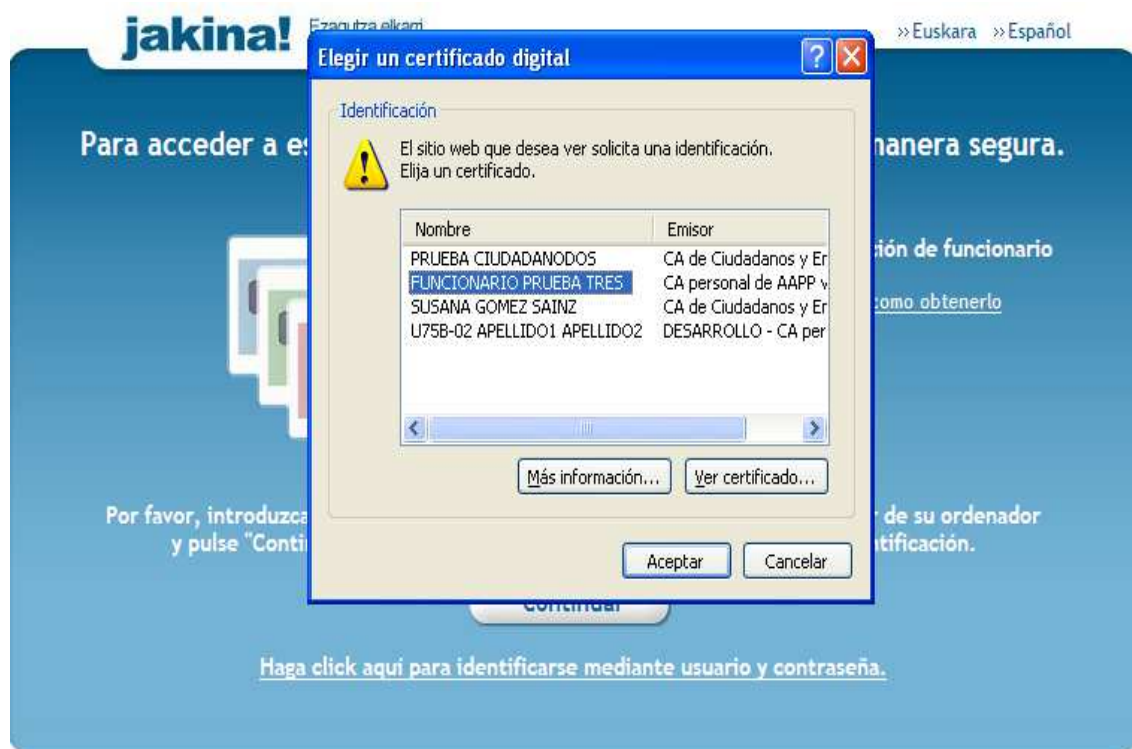 jakina!
Ezagutza elkarri
»Euskara »Español
Elegir un certificado digital
Identificación
Para acceder a es
manera segura.
El sitio web que desea ver solicita una identificación.
Elija un certificado.
Nombre Emisor
PRUEBA CIUDADANODOS CA de Ciudadanos y Er
FUNCIONARIO PRUEBA TRES CA personal de AAPP v
SUSANA GOMEZ SAINZ CA de Ciudadanos y Er
U75B-02 APELLIDO1 APELLIDO2 DESARROLLO - CA per
ción de funcionario
como obtenerlo
Más información... Ver certificado...
Por favor, introduzca
de su ordenador
y pulse "Conti
tificación.
Aceptar Cancelar
Continuar
Haga click aquí para identificarse mediante usuario y contraseña.